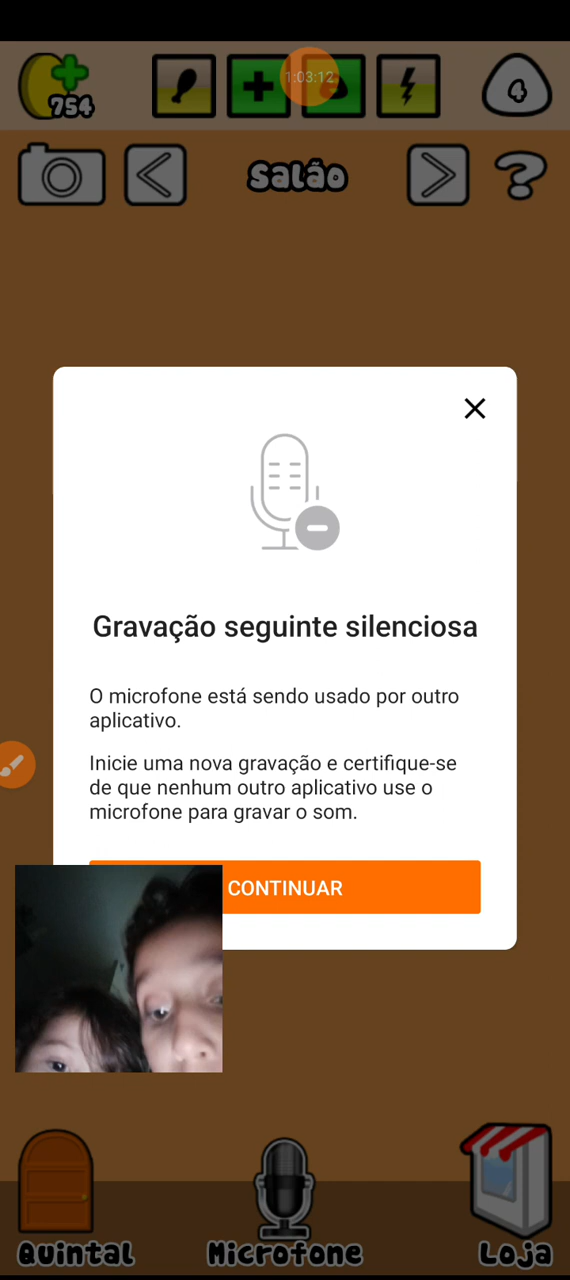 754
1:03:12
4
Salão
Gravação seguinte silenciosa
O microfone está sendo usado por outro
aplicativo.
Inicie uma nova gravação e certifique-se
de que nenhum outro aplicativo use o
microfone para gravar o som.
CONTINUAR
Quintal
Microfone
Loja